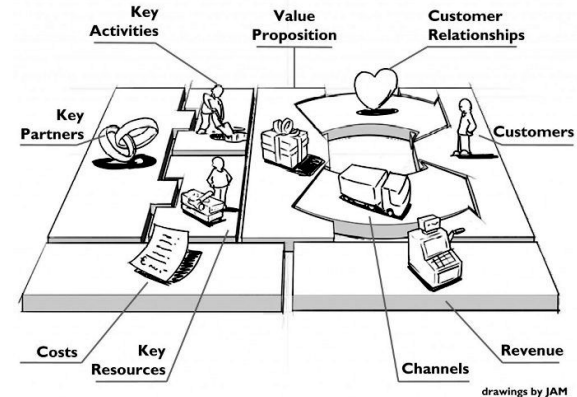 Key
Activities
Value
Proposition
Customer
Relationships
Key
Partners
Customers
Costs
Key
Resources
Channels
Revenue
drawings by JAM